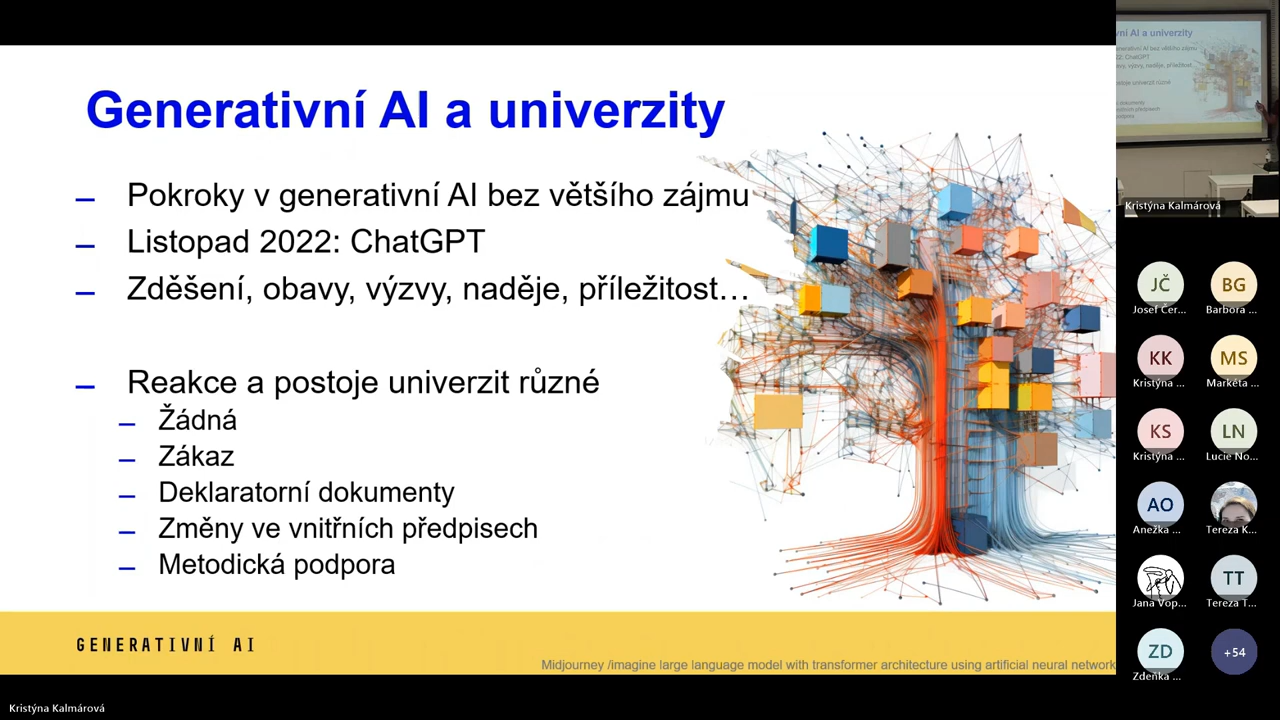 Generativní AI a univerzity
– Pokroky v generativní AI bez většího zájmu
– Listopad 2022: ChatGPT
– Zděšení, obavy, výzvy, naděje, příležitost…
– Reakce a postoje univerzit různé
– Žádná
– Zákaz
– Deklaratorní dokumenty
– Změny ve vnitřních předpisech
– Metodická podpora
GENERATIVNÍ AI
Midjourney /imagine large language model with transformer architecture using artificial neural network
Kristýna Kalmárová
ní AI a univerzity
Kristýna Kalmárová
JČ
BG
Josef Čer...
Barbora ...
KK
MS
Kristýna ...
Markéta ...
KS
LN
Kristýna ...
Lucie No...
AO
Anežka ...
Tereza K...
TT
Jana Vop...
Tereza T...
ZD
+54
Zdeňka ...